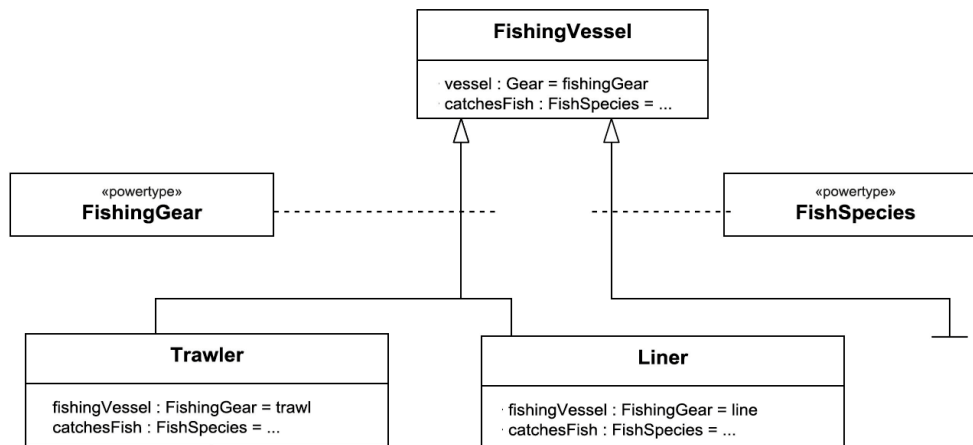 FishingVessel
vessel : Gear = fishingGear
catchesFish : FishSpecies = ...
«powertype»
FishingGear
«powertype»
FishSpecies
Trawler
fishingVessel : FishingGear = trawl
catchesFish : FishSpecies = ...
Liner
fishingVessel : FishingGear = line
catchesFish : FishSpecies = ...